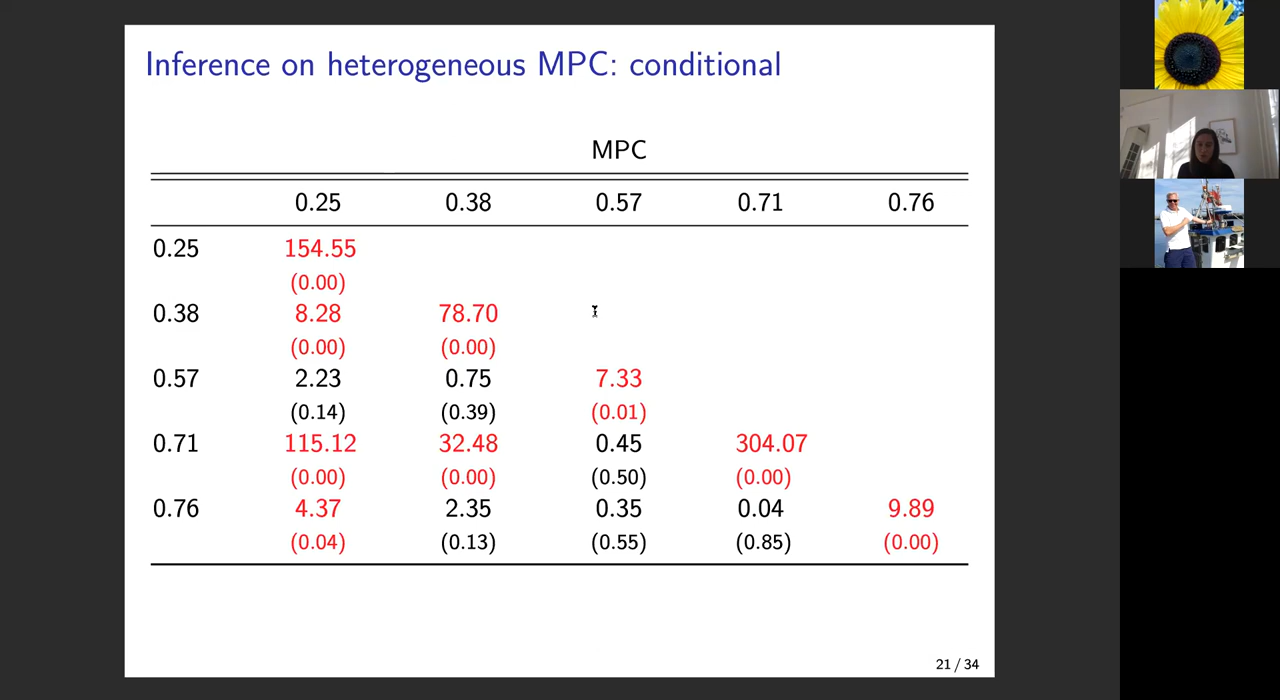 Inference on heterogeneous MPC: conditional
MPC
0.25 0.38 0.57 0.71 0.76
0.25 154.55
(0.00)
0.38 8.28 78.70
(0.00) (0.00)
0.57 2.23 0.75 7.33
(0.14) (0.39) (0.01)
0.71 115.12 32.48 0.45 304.07
(0.00) (0.00) (0.50) (0.00)
0.76 4.37 2.35 0.35 0.04 9.89
(0.04) (0.13) (0.55) (0.85) (0.00)
21 / 34